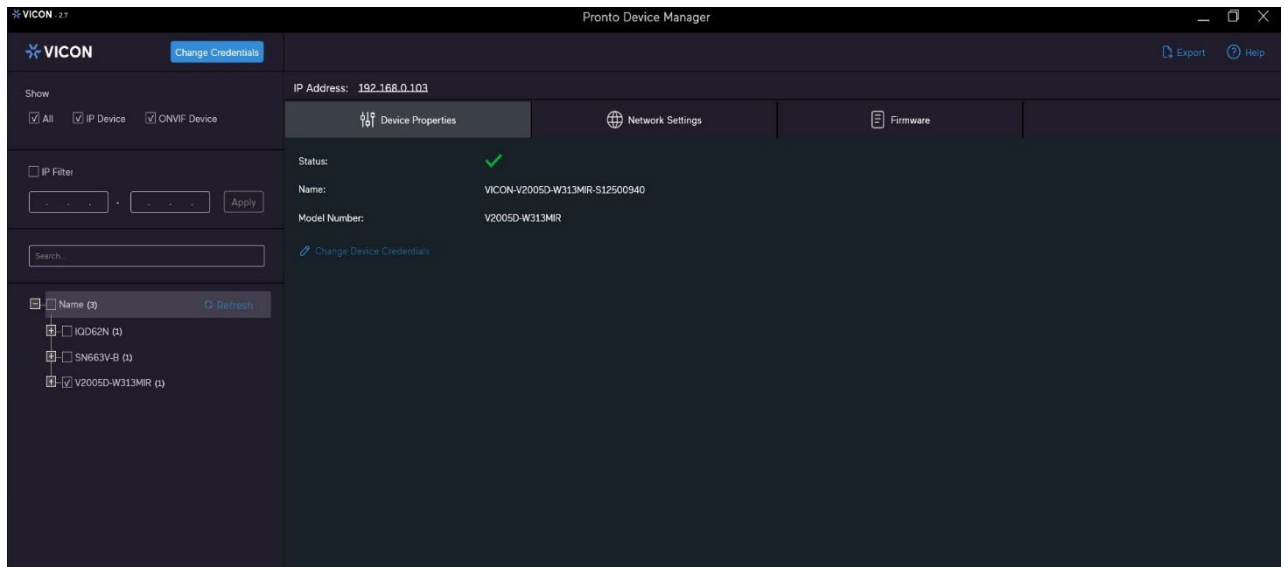 VICON - 2.7
Pronto Device Manager
VICON
Change Credentials
Export
Help
Show
All
IP Device
ONVIF Device
IP Address: 192.168.0.103
Device Properties
Network Settings
Firmware
IP Filter
. . . - . . .
Apply
Search...
Name (3)
Refresh
IQD62N (1)
SN663V-B (1)
V2005D-W313MIR (1)
Status:
Name: VICON-V2005D-W313MIR-S12500940
Model Number: V2005D-W313MIR
Change Device Credentials